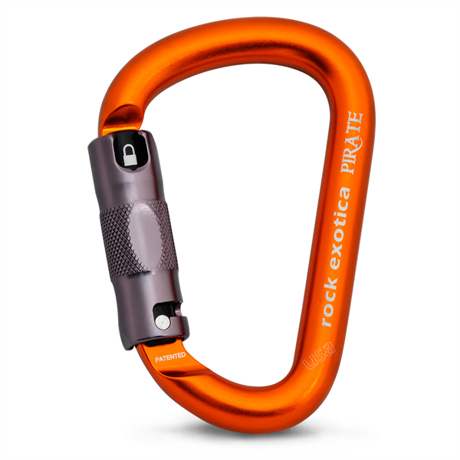 PIRATE
rock exotica
usa
PATENTED